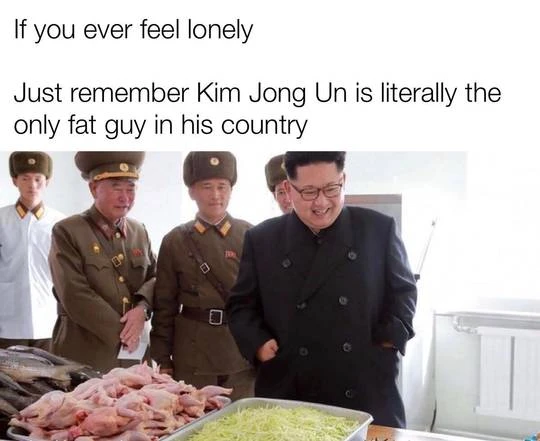 If you ever feel lonely
Just remember Kim Jong Un is literally the
only fat guy in his country